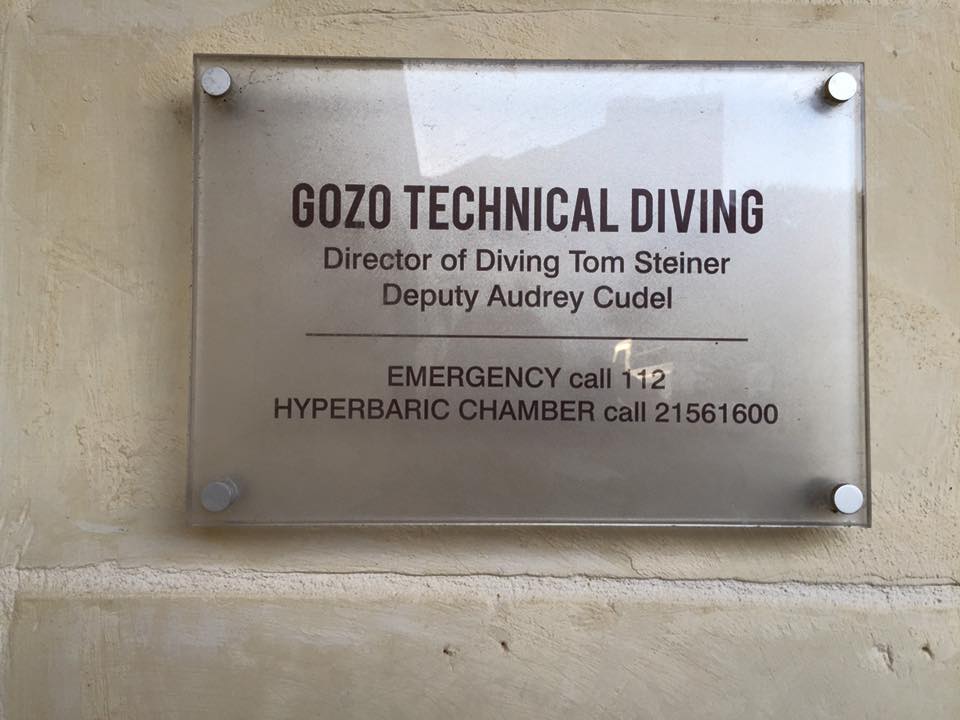 GOZO TECHNICAL DIVING
Director of Diving Tom Steiner
Deputy Audrey Cudel
EMERGENCY call 112
HYPERBARIC CHAMBER call 21561600